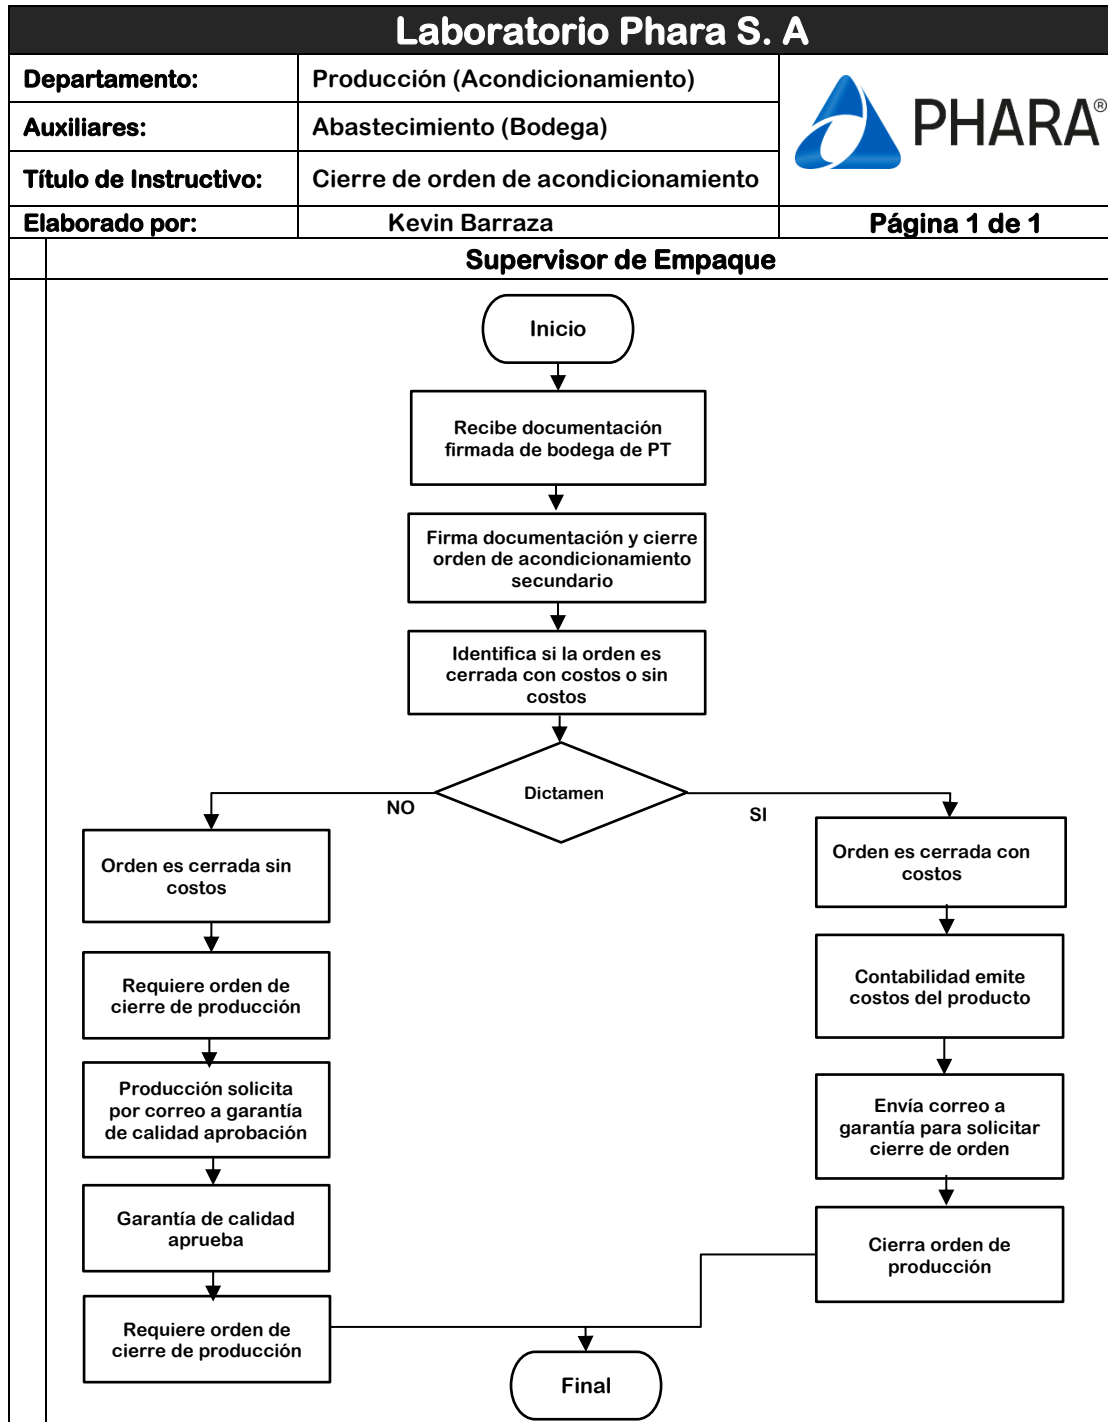 Laboratorio Phara S. A
Departamento:
Producción (Acondicionamiento)
PHARA®
Auxiliares:
Abastecimiento (Bodega)
Título de Instructivo:
Cierre de orden de acondicionamiento
Elaborado por:
Kevin Barraza
Página 1 de 1
Supervisor de Empaque
Inicio
Recibe documentación
firmada de bodega de PT
Firma documentación y cierre
orden de acondicionamiento
secundario
Identifica si la orden es
cerrada con costos o sin
costos
Dictamen
NO
SI
Orden es cerrada sin
costos
Requiere orden de
cierre de producción
Producción solicita
por correo a garantía
de calidad aprobación
Garantía de calidad
aprueba
Requiere orden de
cierre de producción
Orden es cerrada con
costos
Contabilidad emite
costos del producto
Envía correo a
garantía para solicitar
cierre de orden
Cierra orden de
producción
Final